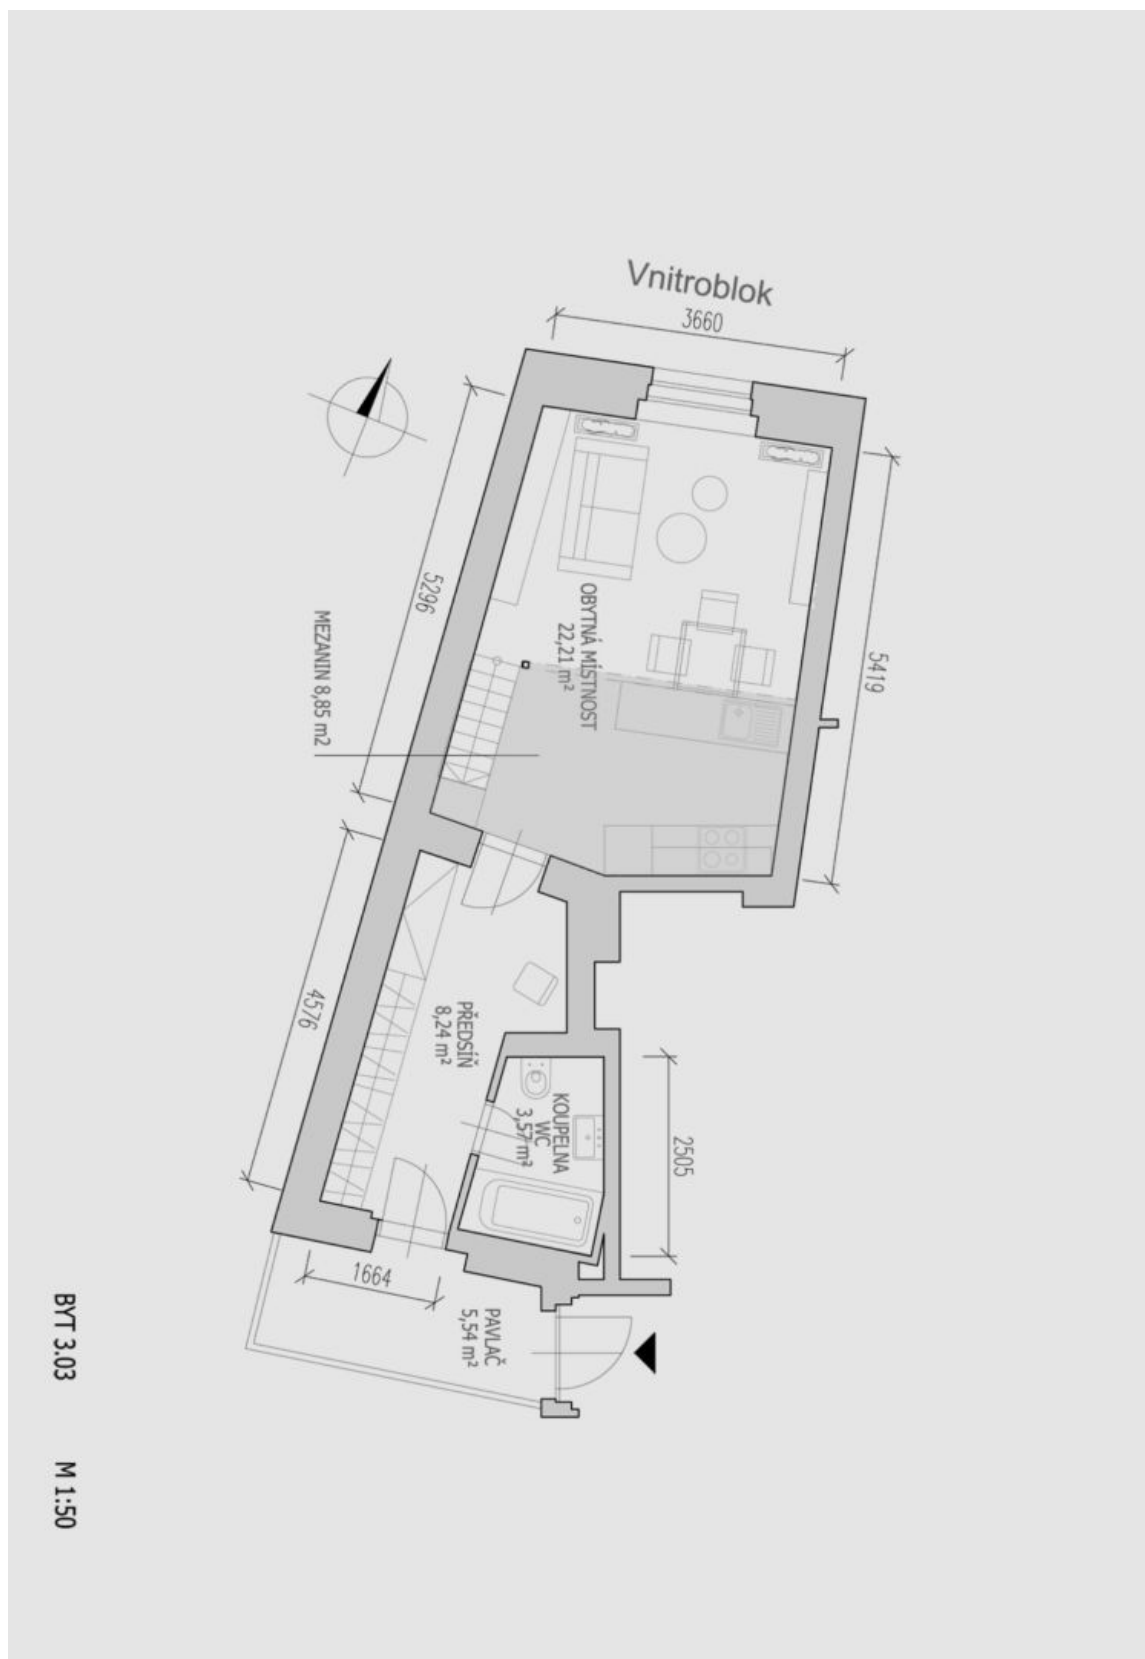 Vnitroblok
3660
5296
5419
MEZANIN 8,85 m2
OBYTNÁ MÍSTNOST
22,21 m²
4576
PŘEDSÍŇ
8,24 m²
KOUPELNA
WC
3,57 m²
2505
1664
PAVLAČ
5,54 m²
BYT 3.03 M 1:50